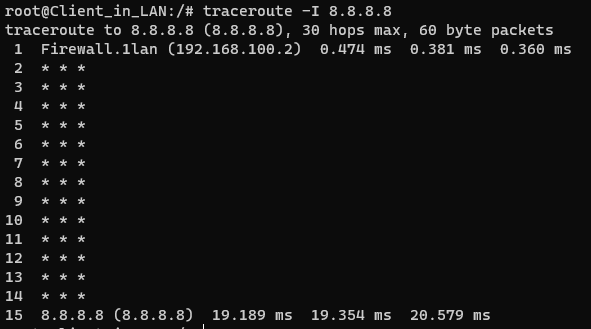 root@Client_in_LAN:/# traceroute -I 8.8.8.8
traceroute to 8.8.8.8 (8.8.8.8), 30 hops max, 60 byte packets
 1  Firewall.1lan (192.168.100.2)  0.474 ms  0.381 ms  0.360 ms
 2  * * *
 3  * * *
 4  * * *
 5  * * *
 6  * * *
 7  * * *
 8  * * *
 9  * * *
10  * * *
11  * * *
12  * * *
13  * * *
14  * * *
15  8.8.8.8 (8.8.8.8)  19.189 ms  19.354 ms  20.579 ms